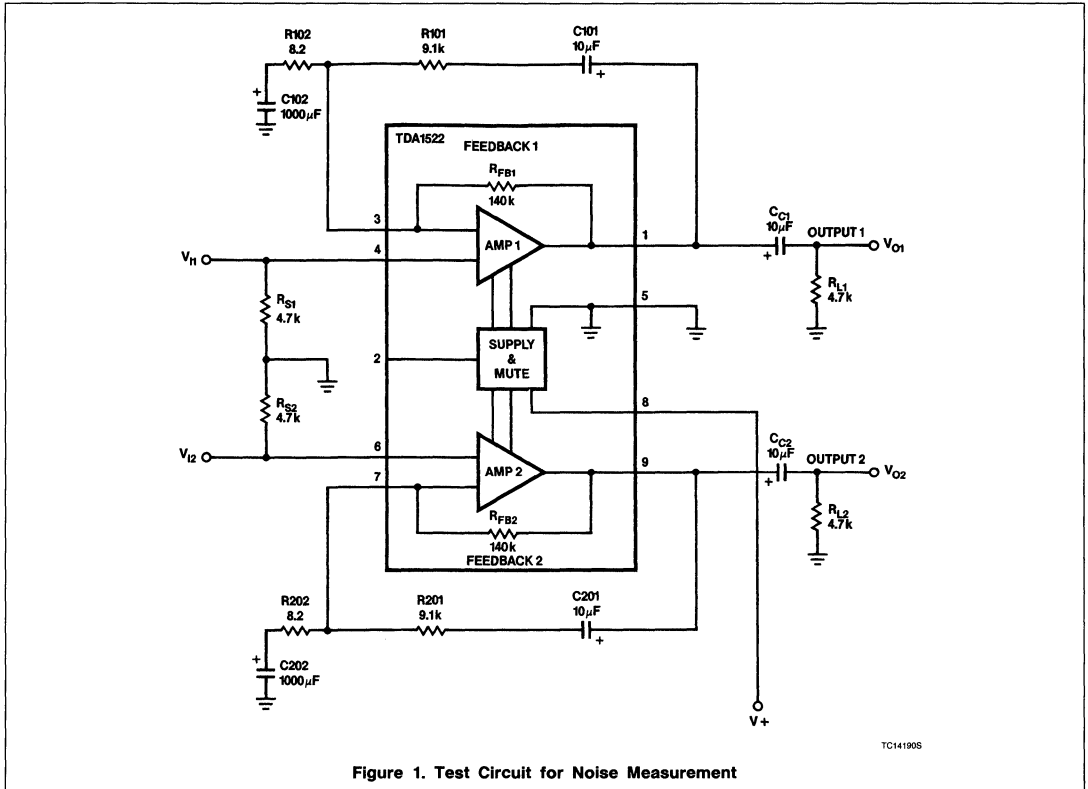 R102
8.2
R101
9.1k
C101
10μF
+
+
C102
1000μF
TDA1522
FEEDBACK 1
RFB1
140k
3
AMP 1
4
1
VI1
CC1
10μF
+
OUTPUT 1
VO1
RL1
4.7k
RS1
4.7k
5
SUPPLY
&
MUTE
2
8
RS2
4.7k
VI2
6
7
AMP 2
9
CC2
10μF
+
OUTPUT 2
VO2
RL2
4.7k
RFB2
140k
FEEDBACK 2
R202
8.2
R201
9.1k
C201
10μF
+
+
C202
1000μF
V+
TC14190S
Figure 1. Test Circuit for Noise Measurement